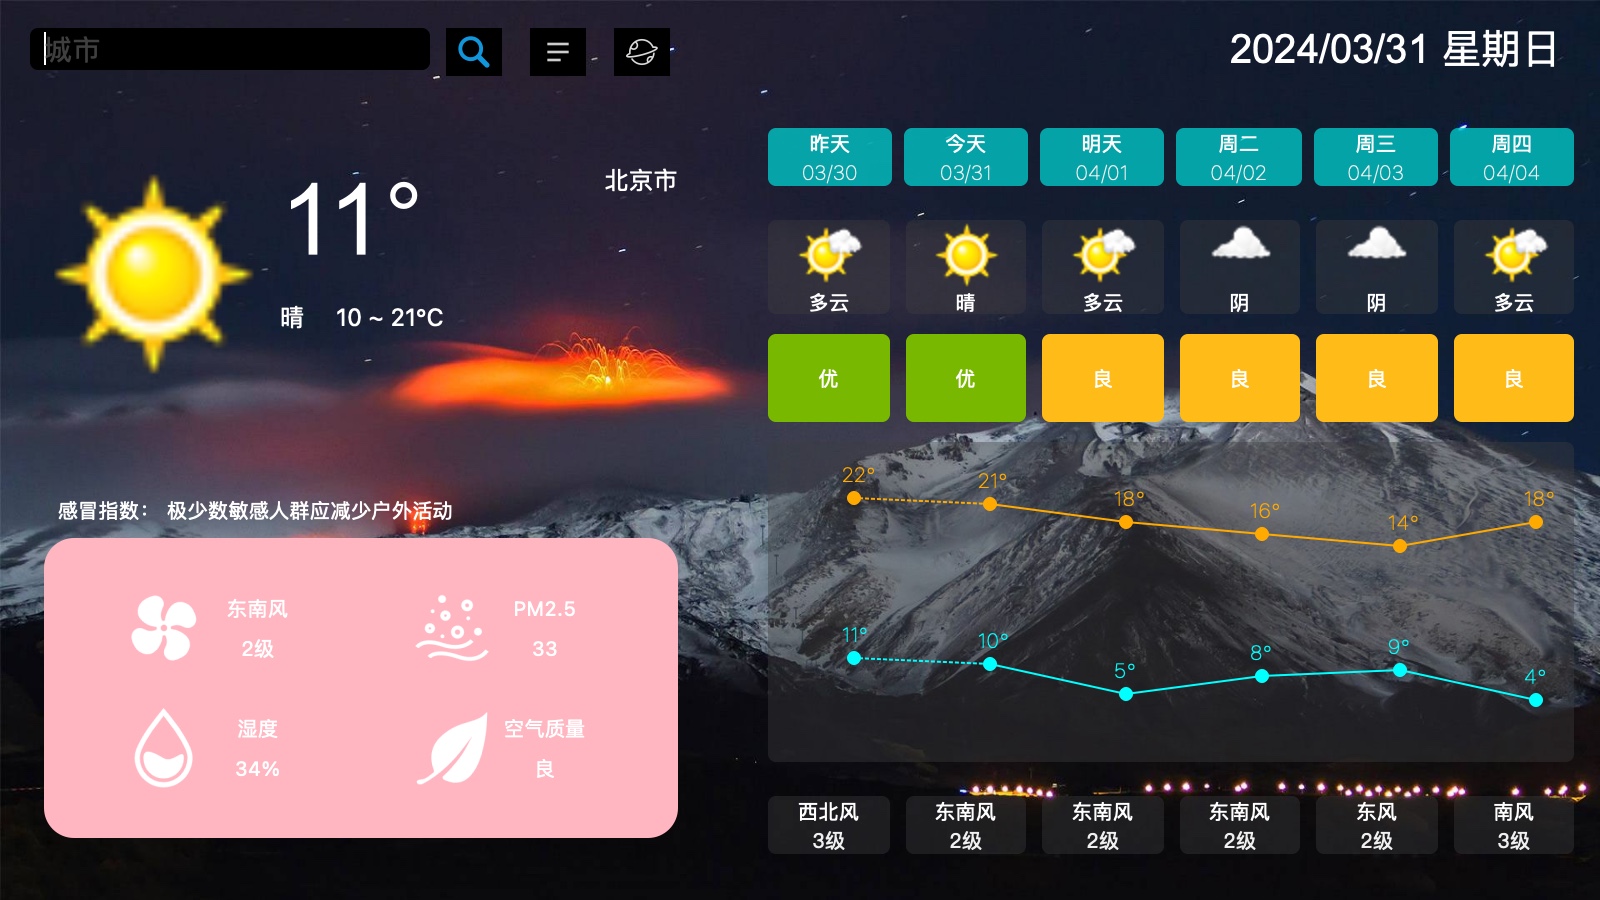 城市
2024/03/31 星期日
北京市
11°
晴 10 ~ 21°C
感冒指数： 极少数敏感人群应减少户外活动
东南风
2级
PM2.5
33
湿度
34%
空气质量
良
昨天 今天 明天 周二 周三 周四
03/30 03/31 04/01 04/02 04/03 04/04
多云 晴 多云 阴 阴 多云
优 优 良 良 良 良
22° 21° 18° 16° 14° 18°
11° 10° 5° 8° 9° 4°
西北风 东南风 东南风 东南风 东风 南风
3级 2级 2级 2级 2级 3级